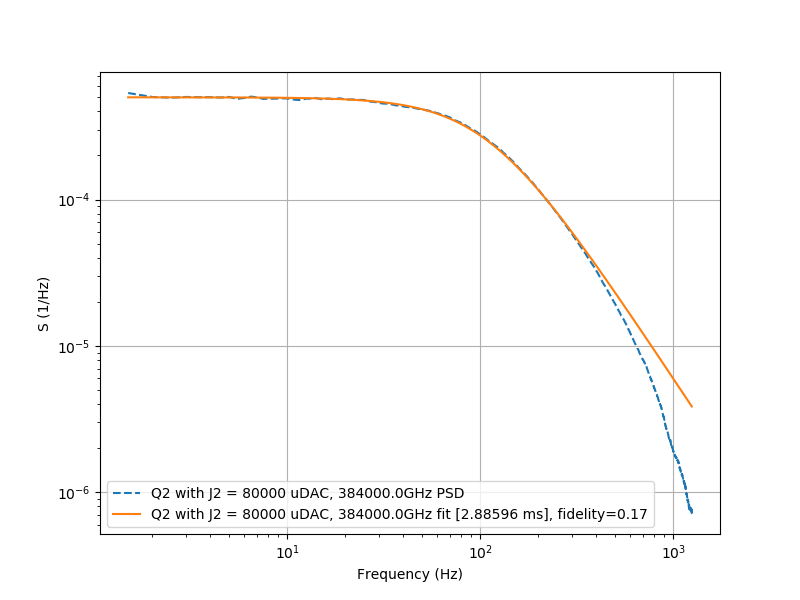 S (1/Hz)
10⁻⁴
10⁻⁵
10⁻⁶
Q2 with J2 = 80000 uDAC, 384000.0GHz PSD
Q2 with J2 = 80000 uDAC, 384000.0GHz fit [2.88596 ms], fidelity=0.17
10¹ 10² 10³
Frequency (Hz)